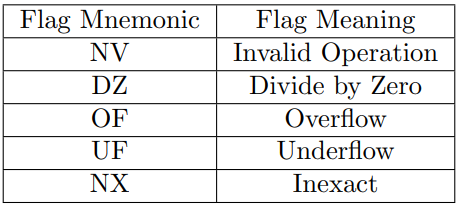 Flag Mnemonic Flag Meaning
NV Invalid Operation
DZ Divide by Zero
OF Overflow
UF Underflow
NX Inexact